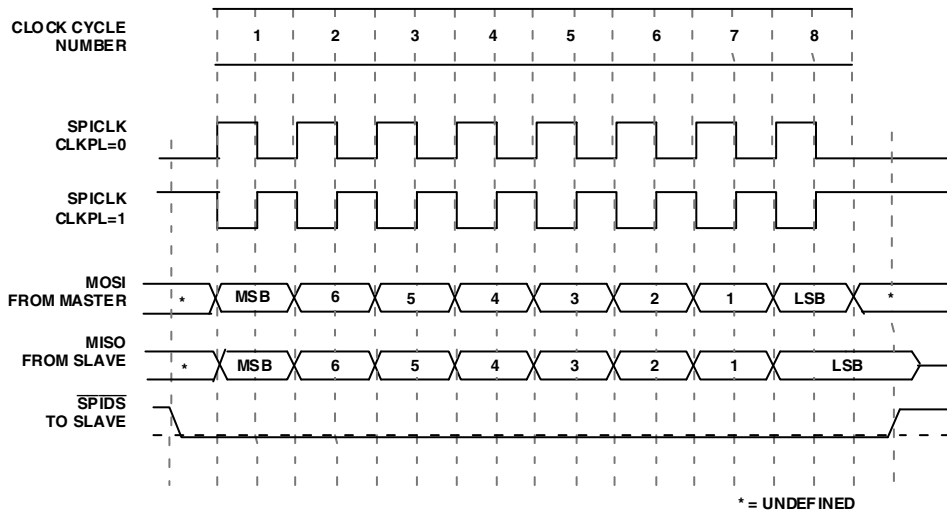 CLOCK CYCLE
NUMBER
1 2 3 4 5 6 7 8
SPICLK
CLKPL=0
SPICLK
CLKPL=1
MOSI
FROM MASTER
* MSB 6 5 4 3 2 1 LSB *
MISO
FROM SLAVE
* MSB 6 5 4 3 2 1 LSB
SPIDS
TO SLAVE
* = UNDEFINED